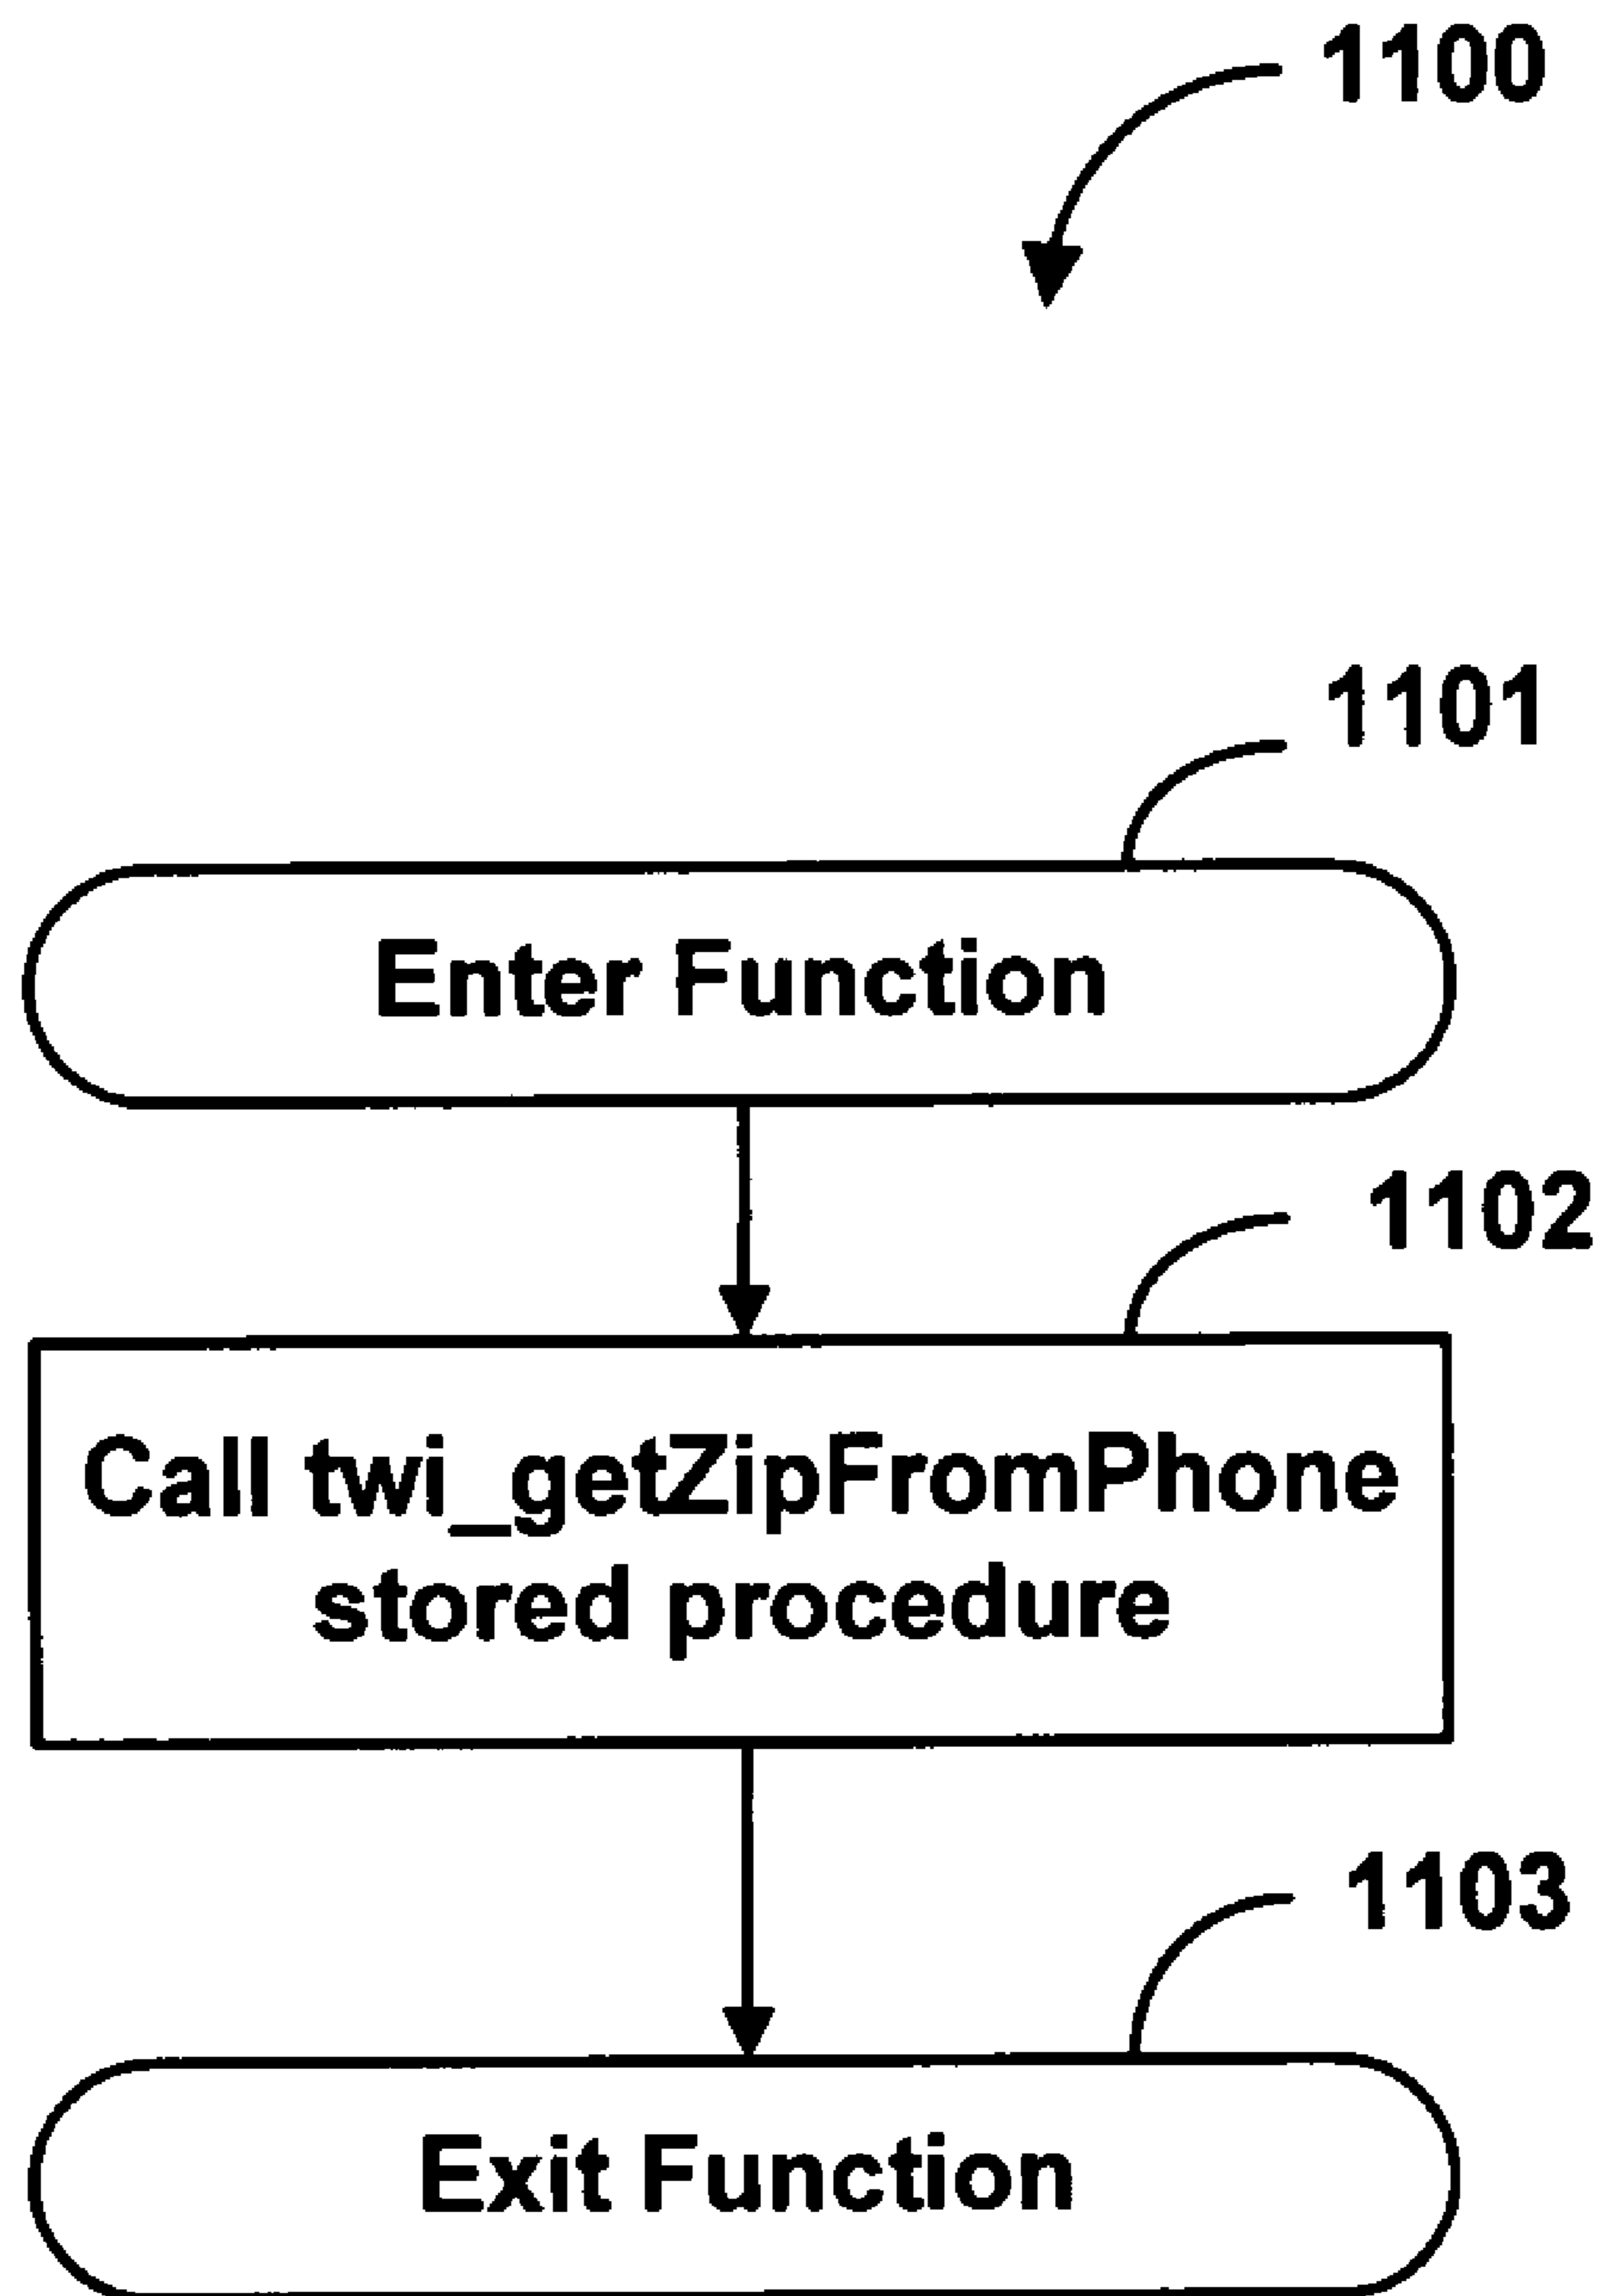 1100
1101
Enter Function
1102
Call twi_getZipFromPhone
stored procedure
1103
Exit Function